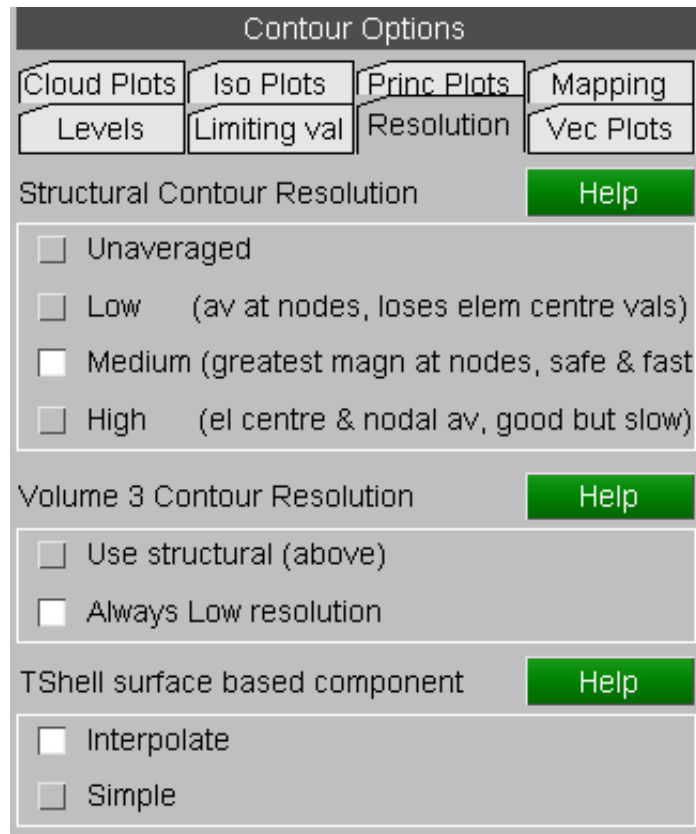 Contour Options
Cloud Plots Iso Plots Princ Plots Mapping
Levels Limiting val Resolution Vec Plots
Structural Contour Resolution Help
Unaveraged
Low (av at nodes, loses elem centre vals)
Medium (greatest magn at nodes, safe & fast
High (el centre & nodal av, good but slow)
Volume 3 Contour Resolution Help
Use structural (above)
Always Low resolution
TShell surface based component Help
Interpolate
Simple